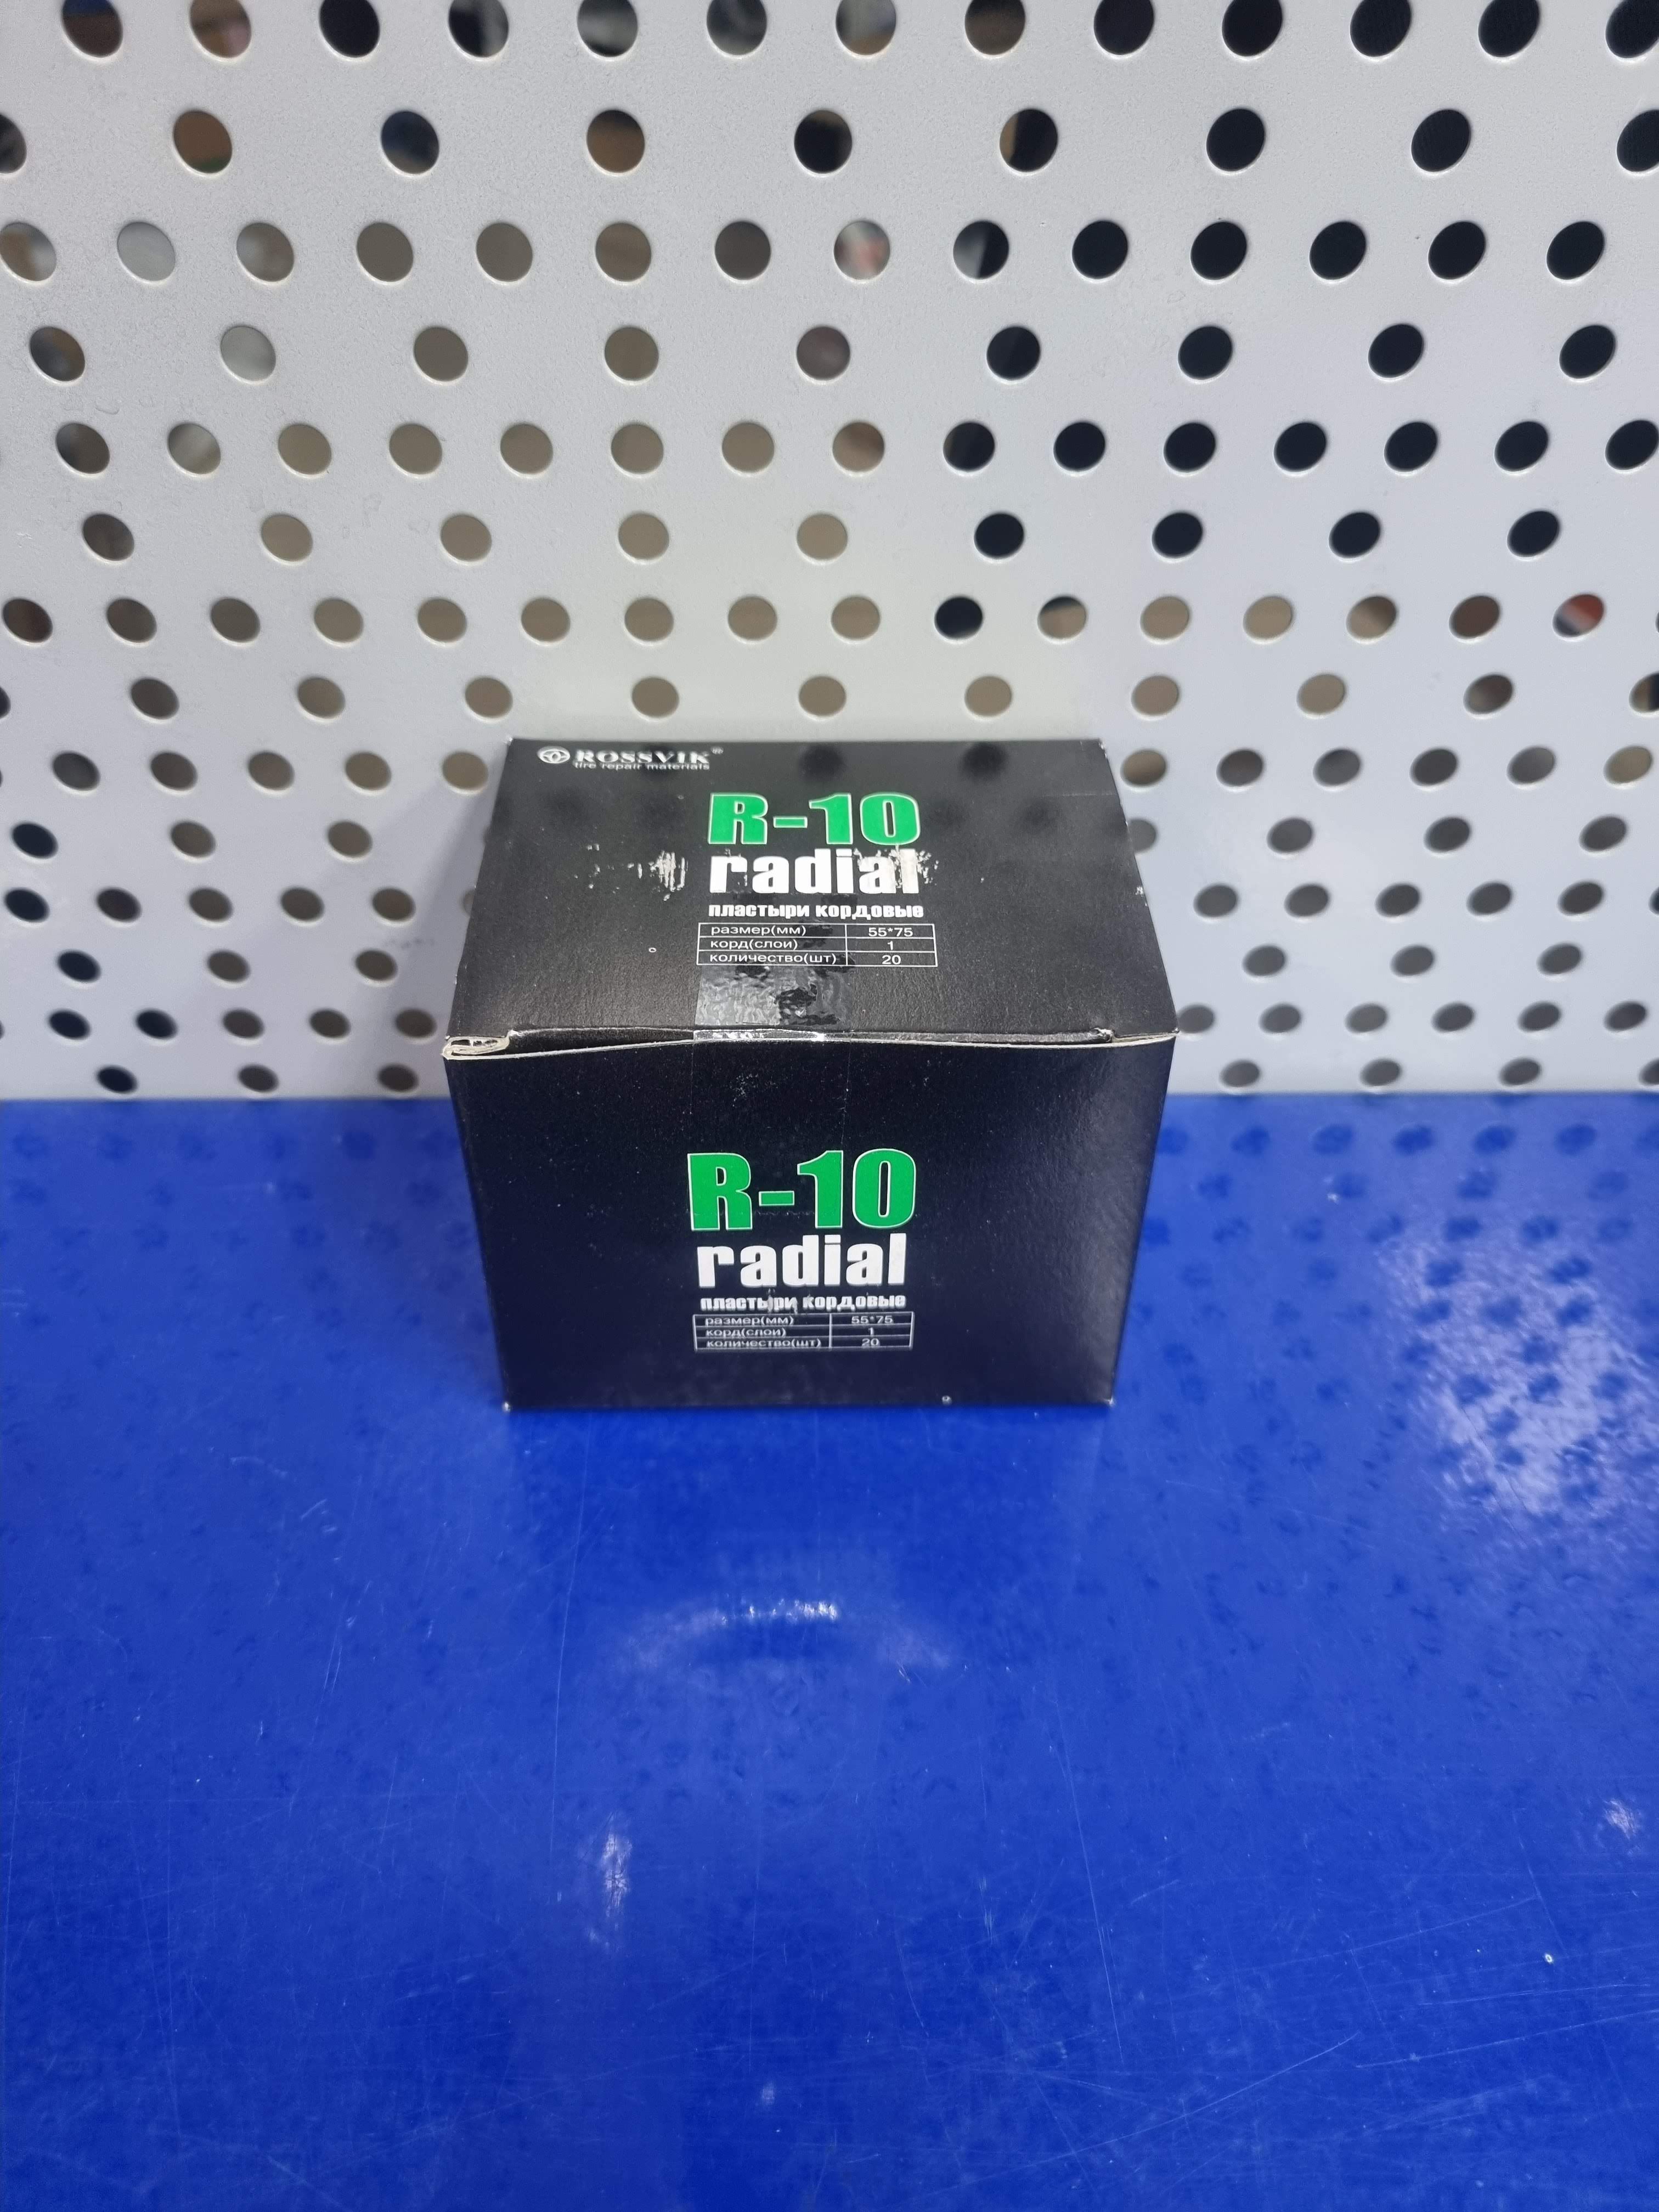 ROSSVIK®
tire repair materials
R-10
radial
пластыри кордовые
размер(мм) 55*75
корд(слои) 1
количество(шт) 20
R-10
radial
пластыри кордовые
размер(мм) 55*75
корд(слои) 1
количество(шт) 20